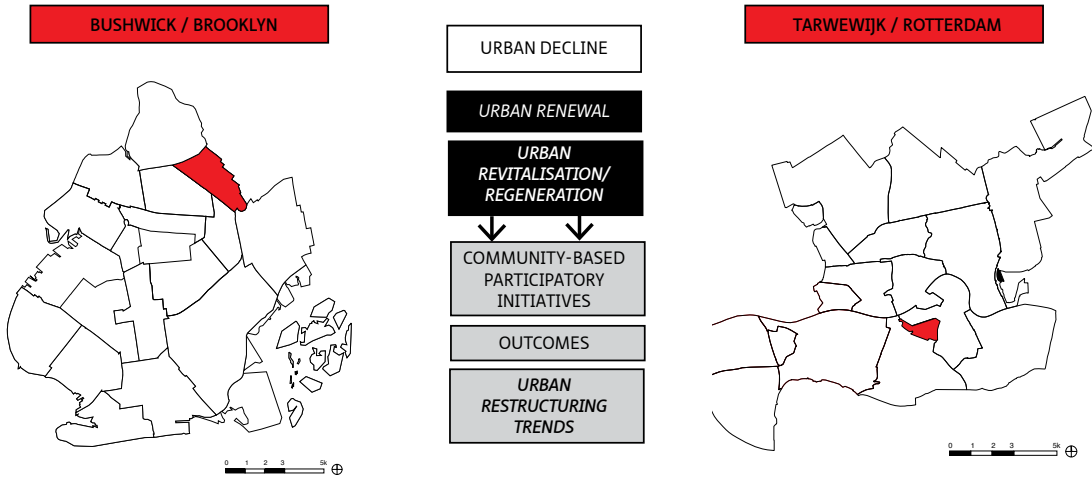 BUSHWICK / BROOKLYN
URBAN DECLINE
URBAN RENEWAL
URBAN
REVITALISATION/
REGENERATION
COMMUNITY-BASED
PARTICIPATORY
INITIATIVES
OUTCOMES
URBAN
RESTRUCTURING
TRENDS
TARWEWIJK / ROTTERDAM
0 1 2 3 5k
0 1 2 3 5k